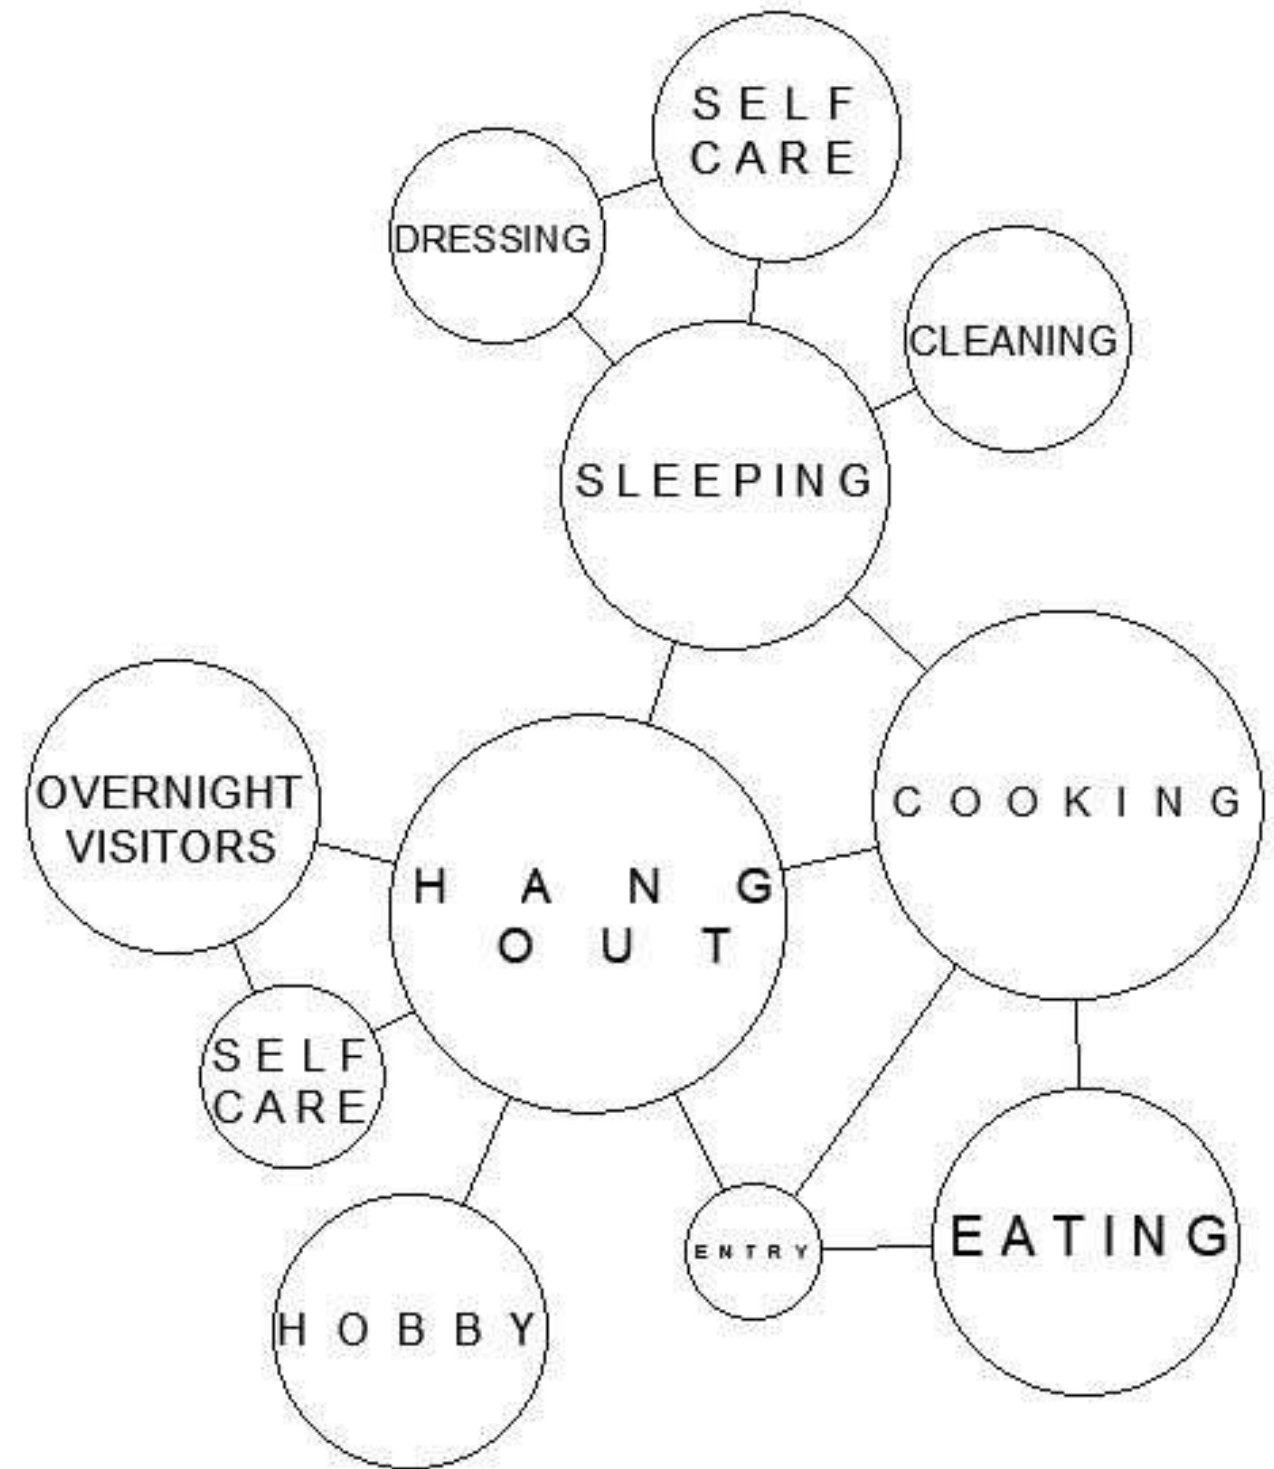 SELF
CARE
DRESSING
CLEANING
SLEEPING
OVERNIGHT
VISITORS
COOKING
HANG
OUT
SELF
CARE
ENTRY
EATING
HOBBY